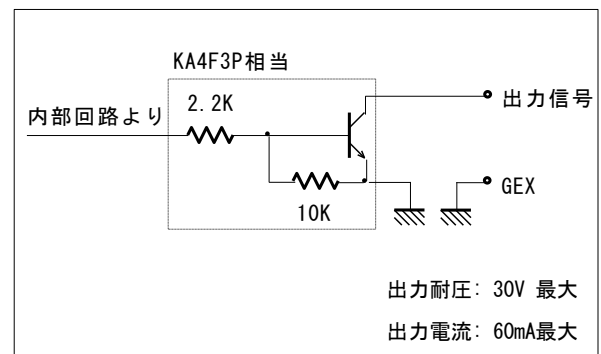 KA4F3P相当
2.2K
内部回路より
出力信号
10K
GEX
出力耐圧: 30V 最大
出力電流: 60mA最大